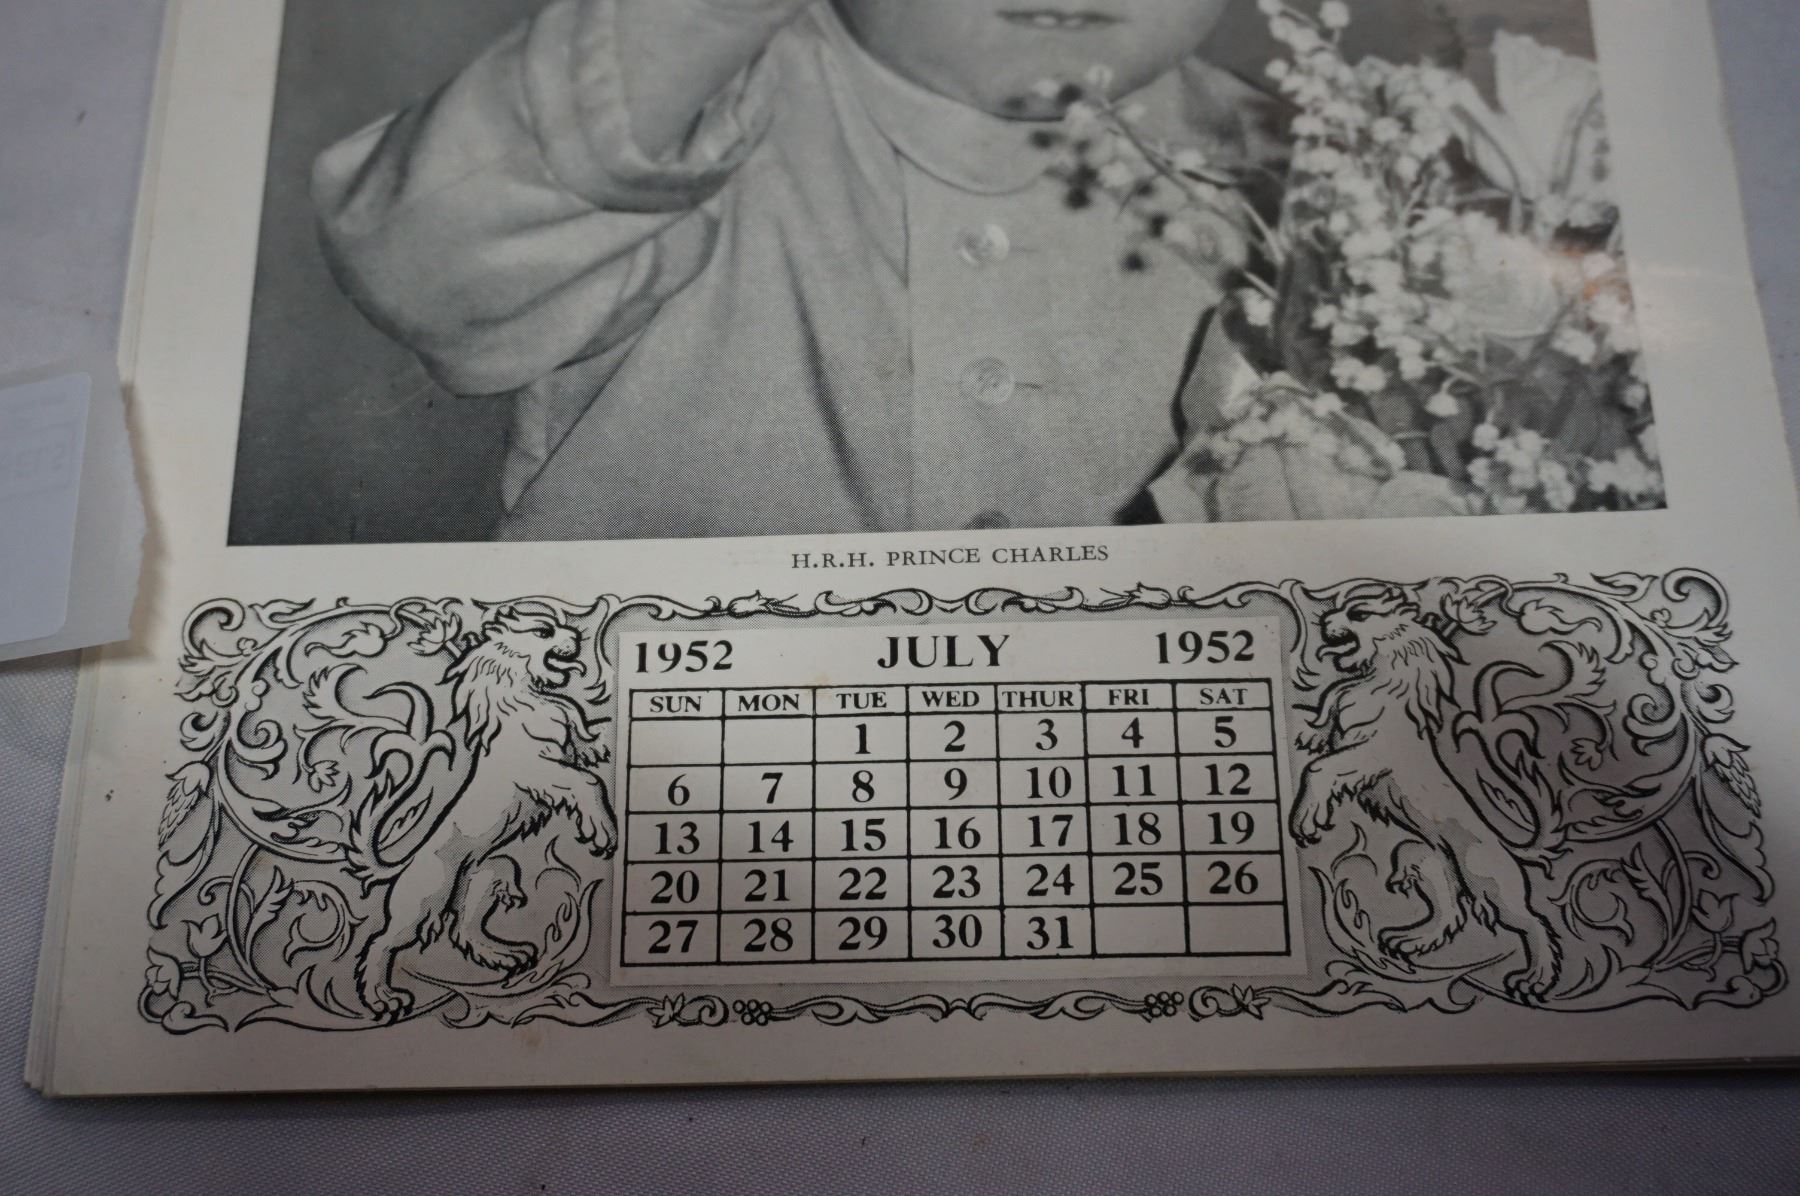 H.R.H. PRINCE CHARLES
1952 JULY 1952
SUN MON TUE WED THUR FRI SAT
1 2 3 4 5
6 7 8 9 10 11 12
13 14 15 16 17 18 19
20 21 22 23 24 25 26
27 28 29 30 31